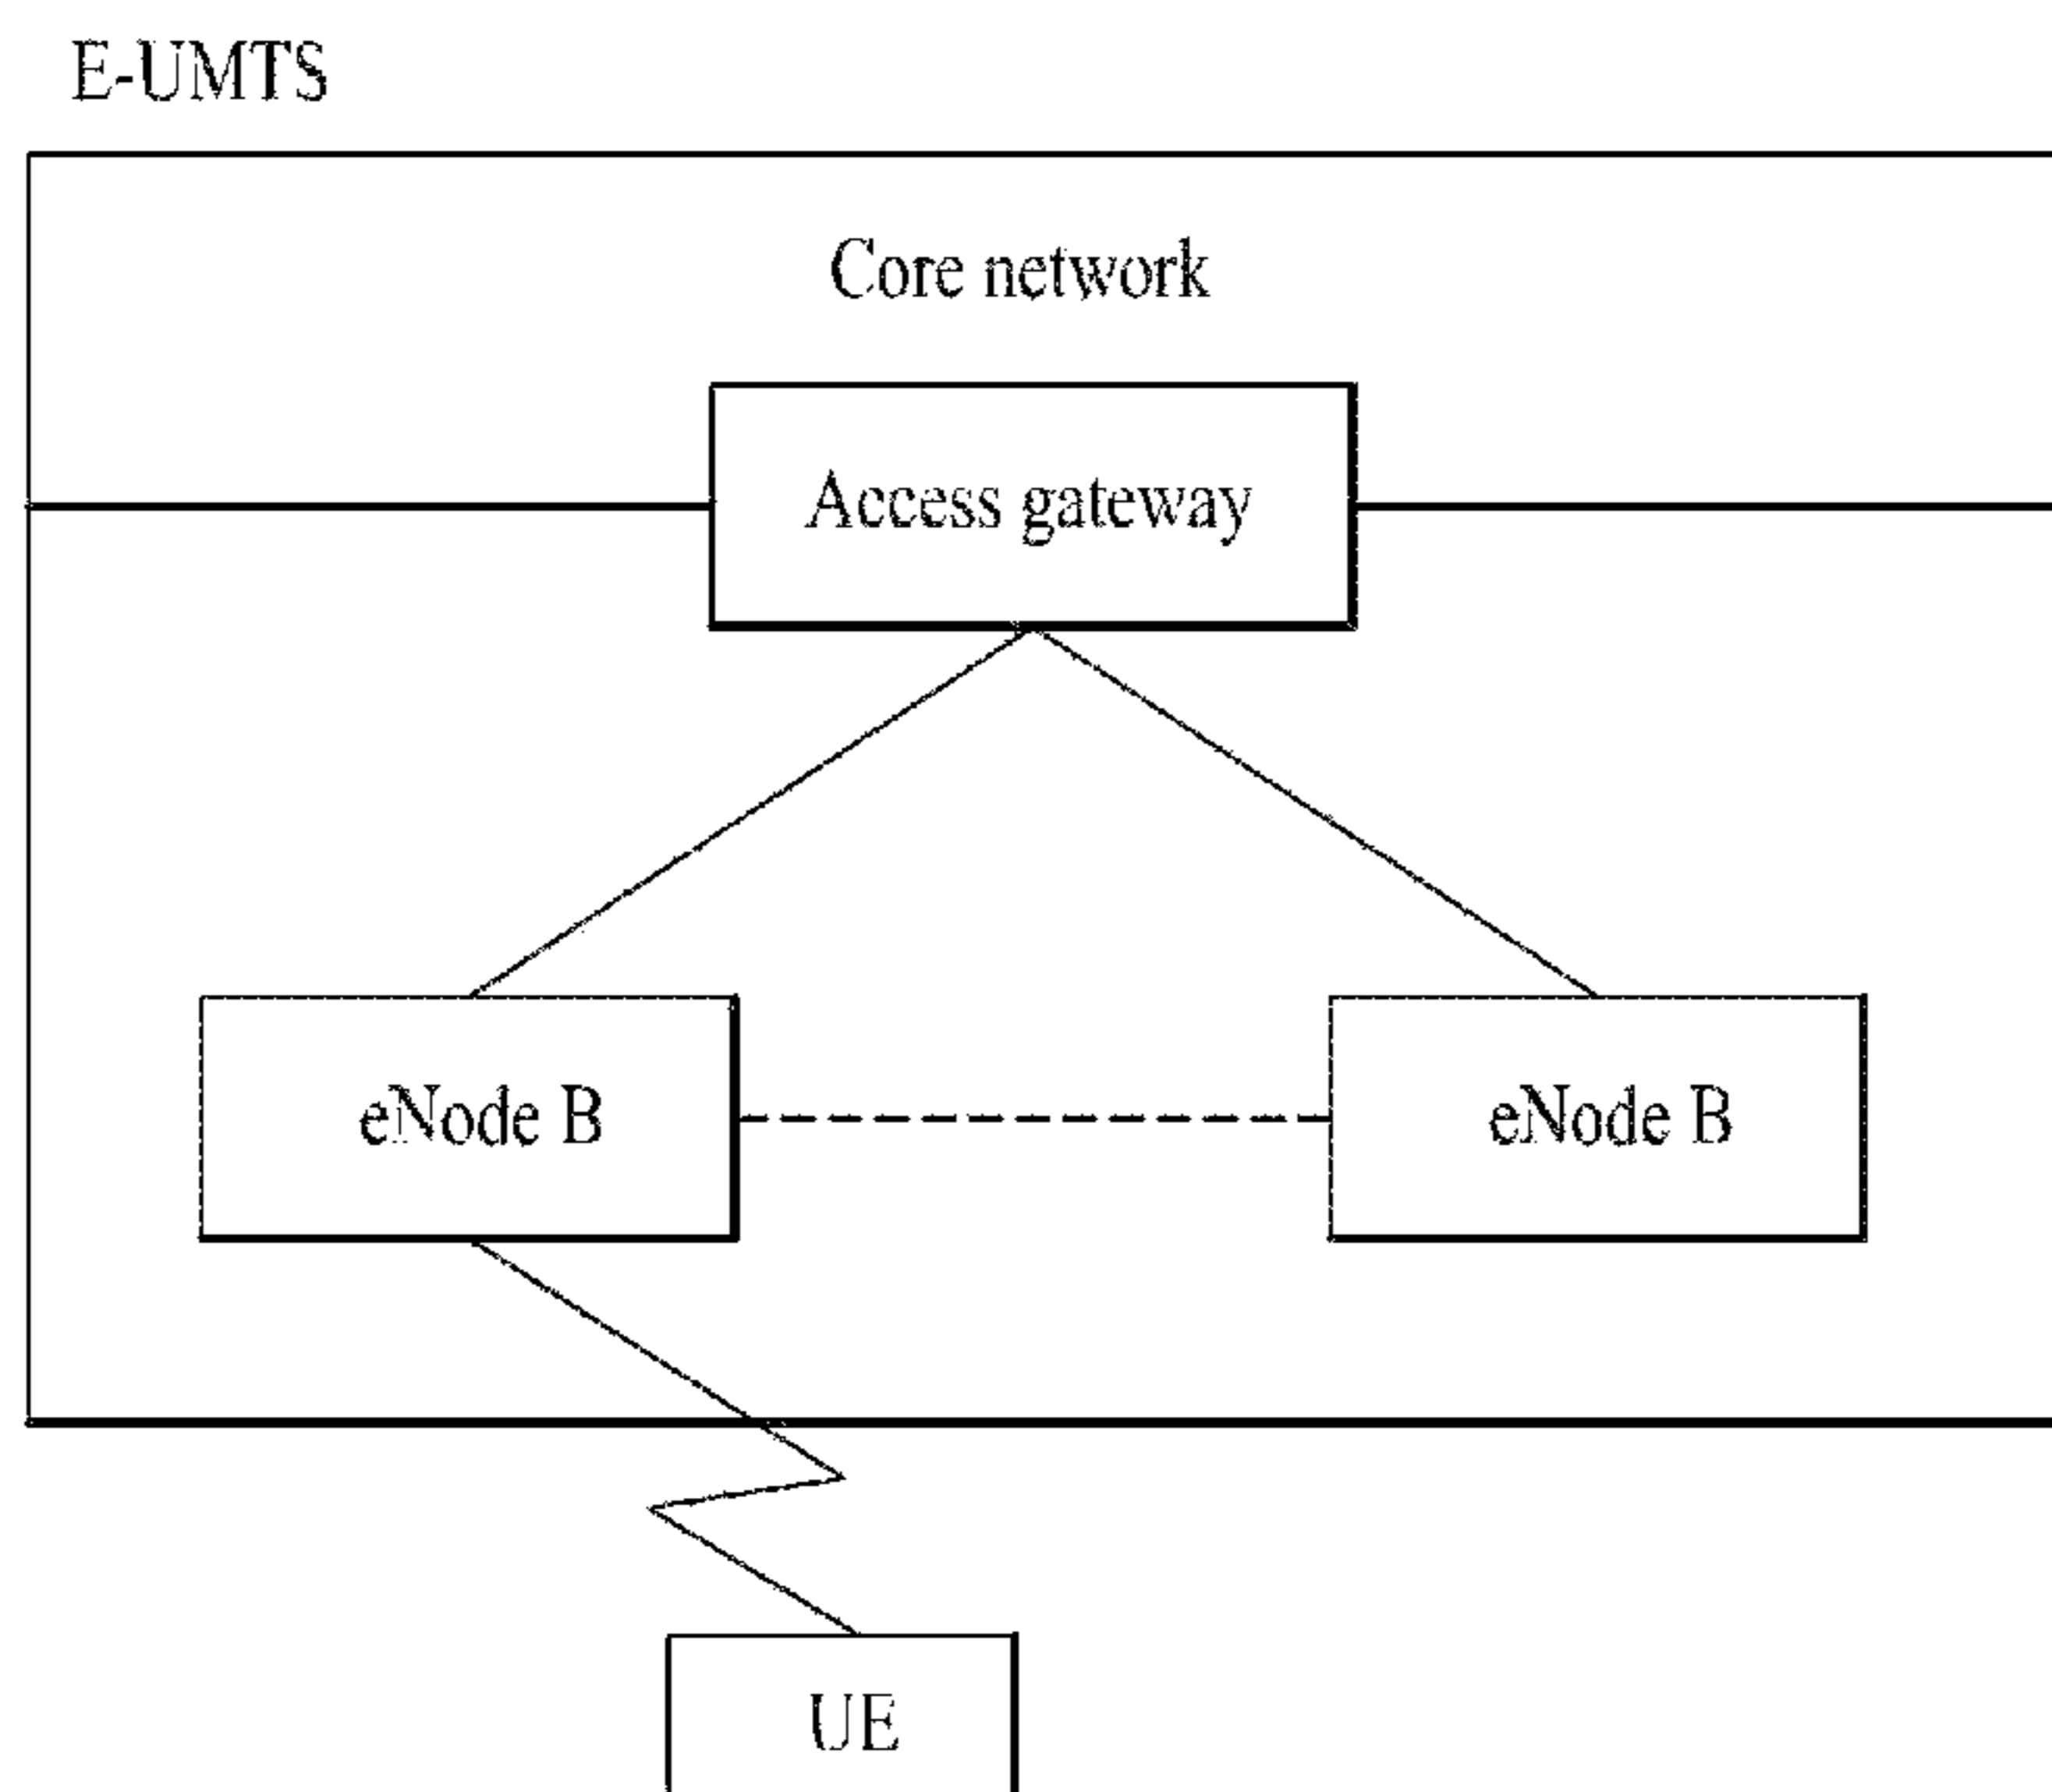 E-UMTS
Core network
Access gateway
eNode B
eNode B
UE